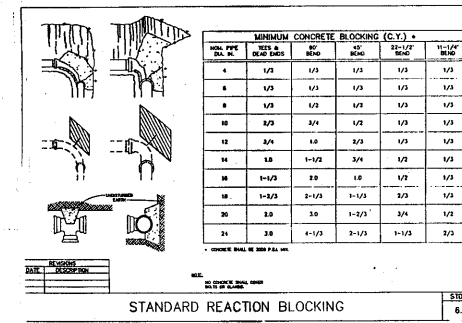 MINIMUM CONCRETE BLOCKING (C.Y.) *
NOM. PIPE DIA. IN. TEES & DEAD ENDS 90° BEND 45° BEND 22-1/2° BEND 11-1/4° BEND
4 1/3 1/3 1/3 1/3 1/3
6 1/3 1/3 1/3 1/3 1/3
8 1/3 1/2 1/3 1/3 1/3
10 2/3 3/4 1/2 1/3 1/3
12 3/4 1.0 2/3 1/3 1/3
14 1.0 1-1/2 3/4 1/2 1/3
16 1-1/3 2.0 1.0 1/2 1/3
18 1-2/3 2-1/3 1-1/3 2/3 1/3
20 2.0 3.0 1-2/3 3/4 1/2
24 3.0 4-1/3 2-1/3 1-1/3 2/3
* CONCRETE SHALL BE 3000 P.S.I. MIN.
UNDISTURBED
EARTH
REVISIONS
DATE DESCRIPTION
NOTE:
NO CONCRETE SHALL COVER
BOLTS OR GLANDS.
STANDARD REACTION BLOCKING
STD
6.